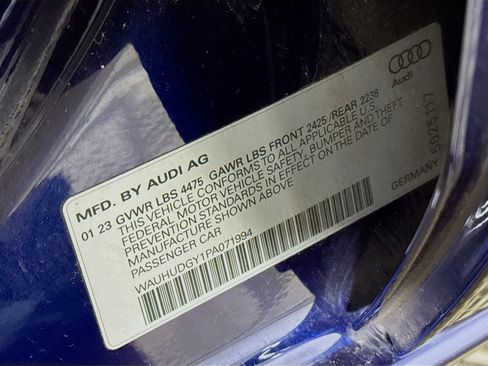 Audi
MFD. BY AUDI AG
01 23 GVWR LBS 4475 GAWR LBS FRONT 2425 /REAR 2238
THIS VEHICLE CONFORMS TO ALL APPLICABLE U.S.
FEDERAL MOTOR VEHICLE SAFETY, BUMPER AND THEFT
PREVENTION STANDARDS IN EFFECT ON THE DATE OF
MANUFACTURE SHOWN ABOVE
PASSENGER CAR
WAUHUDGY1PA071994
GERMANY
5025117